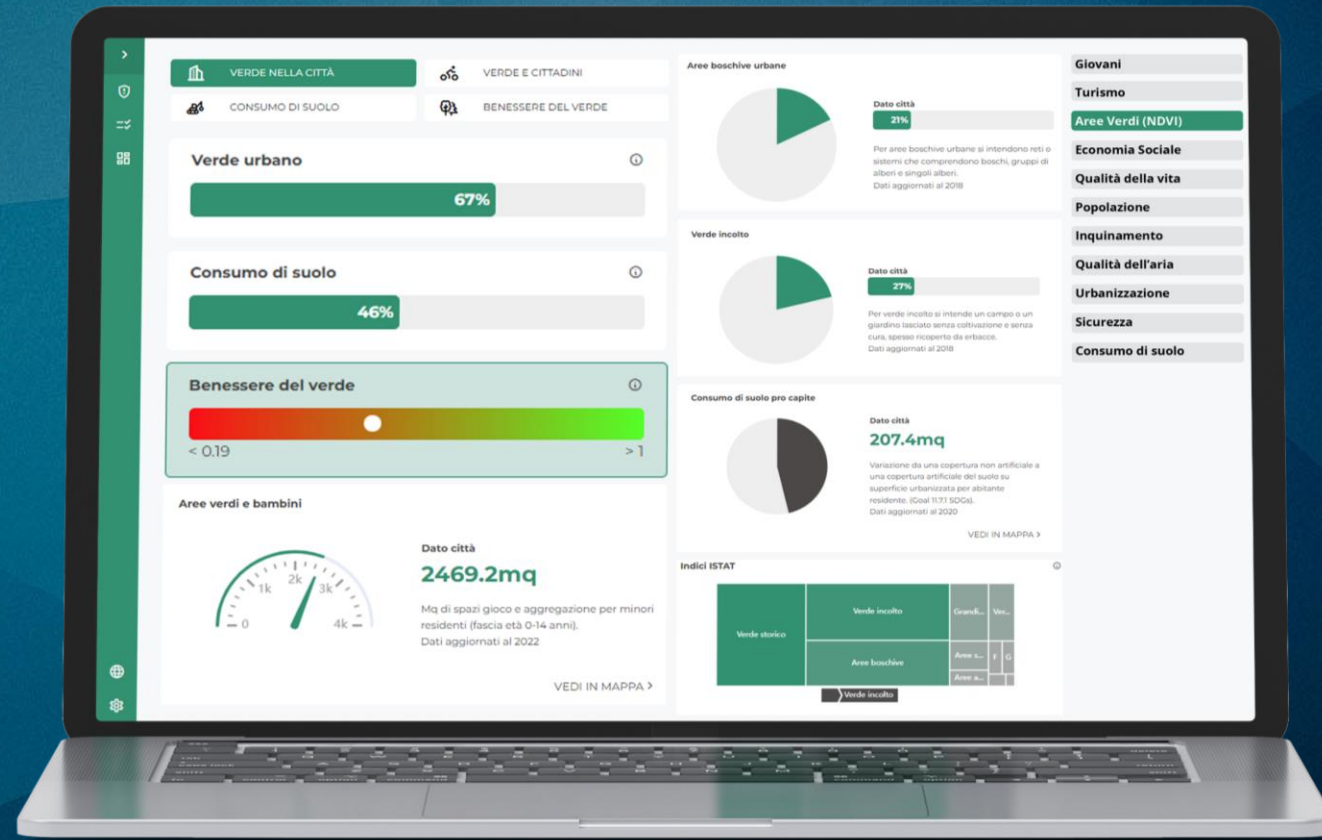 VERDE NELLA CITTÀ
VERDE E CITTADINI
CONSUMO DI SUOLO
BENESSERE DEL VERDE
Verde urbano
67%
Consumo di suolo
46%
Benessere del verde
< 0.19
> 1
Aree verdi e bambini
0
1k
2k
3k
4k
Dato città
2469.2mq
Mq di spazi gioco e aggregazione per minori
residenti (fascia età 0-14 anni).
Dati aggiornati al 2022
VEDI IN MAPPA >
Aree boschive urbane
Dato città
21%
Per aree boschive urbane si intendono reti o
sistemi che comprendono boschi, gruppi di
alberi e singoli alberi.
Dati aggiornati al 2018
Verde incolto
Dato città
27%
Per verde incolto si intende un campo o un
giardino lasciato senza coltivazione e senza
cura, spesso ricoperto da erbacce.
Dati aggiornati al 2018
Consumo di suolo pro capite
Dato città
207.4mq
Variazione da una copertura non artificiale a
una copertura artificiale del suolo su
superficie urbanizzata per abitante
residente. (Goal 11.7.1 SDGs).
Dati aggiornati al 2020
VEDI IN MAPPA >
Indici ISTAT
Verde storico
Verde incolto
Aree boschive
Grandi...
Ver...
Aree s...
F
G
Aree a...
Verde incolto
Giovani
Turismo
Aree Verdi (NDVI)
Economia Sociale
Qualità della vita
Popolazione
Inquinamento
Qualità dell'aria
Urbanizzazione
Sicurezza
Consumo di suolo